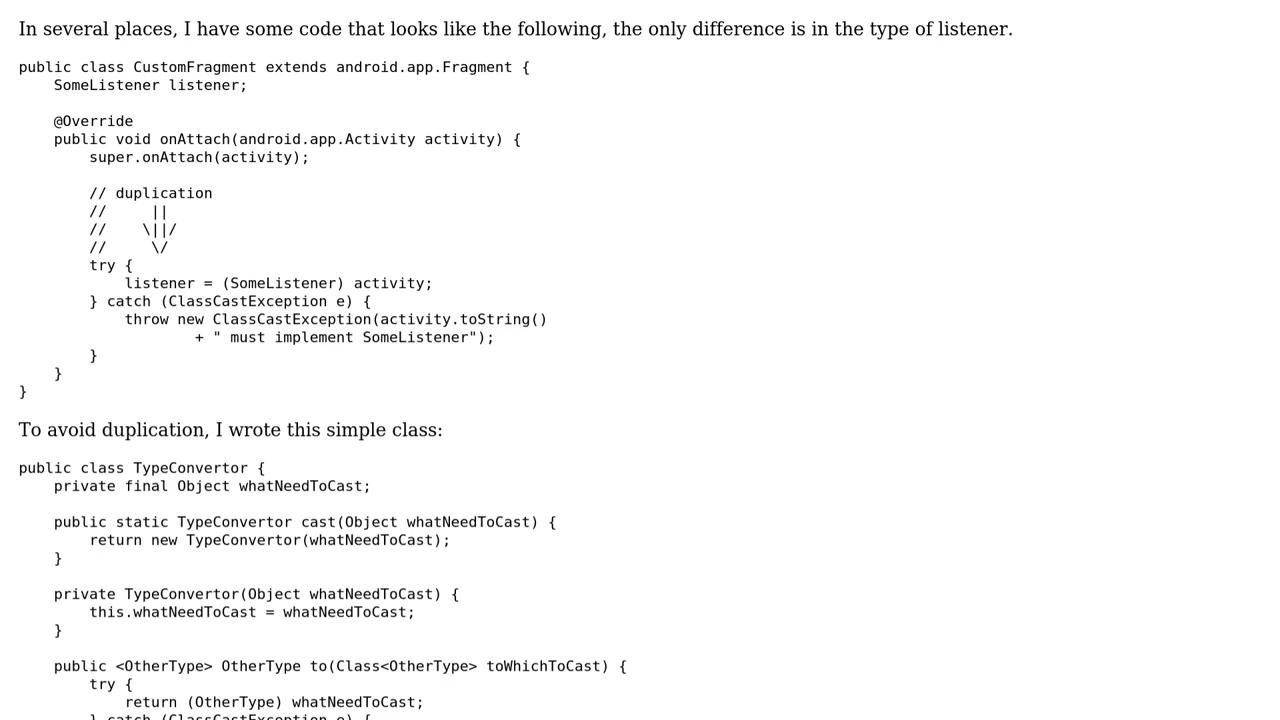 In several places, I have some code that looks like the following, the only difference is in the type of listener.
public class CustomFragment extends android.app.Fragment {
    SomeListener listener;

    @Override
    public void onAttach(android.app.Activity activity) {
        super.onAttach(activity);

        // duplication
        //     ||
        //    \||/
        //     \/
        try {
            listener = (SomeListener) activity;
        } catch (ClassCastException e) {
            throw new ClassCastException(activity.toString()
                    + " must implement SomeListener");
        }
    }
}
To avoid duplication, I wrote this simple class:
public class TypeConvertor {
    private final Object whatNeedToCast;

    public static TypeConvertor cast(Object whatNeedToCast) {
        return new TypeConvertor(whatNeedToCast);
    }

    private TypeConvertor(Object whatNeedToCast) {
        this.whatNeedToCast = whatNeedToCast;
    }

    public <OtherType> OtherType to(Class<OtherType> toWhichToCast) {
        try {
            return (OtherType) whatNeedToCast;
        } catch (ClassCastException e) {